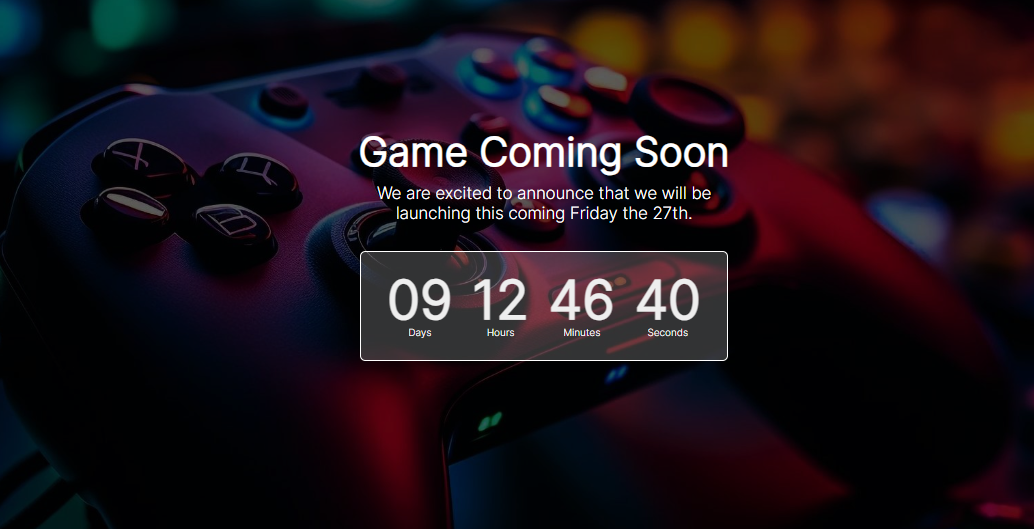 Game Coming Soon
We are excited to announce that we will be
launching this coming Friday the 27th.
09 12 46 40
Days Hours Minutes Seconds
X
Y
B